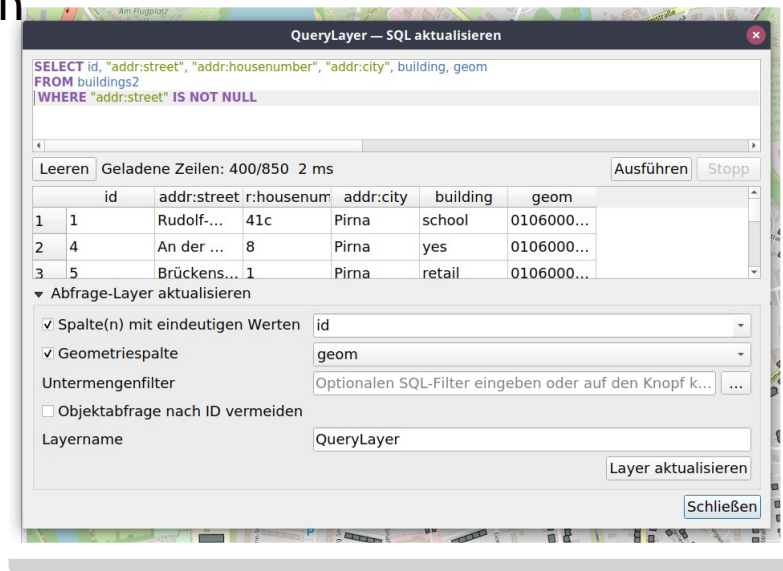 n
Am Flugplatz
QueryLayer — SQL aktualisieren
SELECT id, "addr:street", "addr:housenumber", "addr:city", building, geom
FROM buildings2
WHERE "addr:street" IS NOT NULL
Leeren Geladene Zeilen: 400/850 2 ms Ausführen Stopp
id addr:street r:housenum addr:city building geom
1 1 Rudolf-... 41c Pirna school 0106000...
2 4 An der ... 8 Pirna yes 0106000...
3 5 Brückens... 1 Pirna retail 0106000...
Abfrage-Layer aktualisieren
Spalte(n) mit eindeutigen Werten id
Geometriespalte geom
Untermengenfilter Optionalen SQL-Filter eingeben oder auf den Knopf k... ...
Objektabfrage nach ID vermeiden
Layername QueryLayer
Layer aktualisieren
Schließen
P